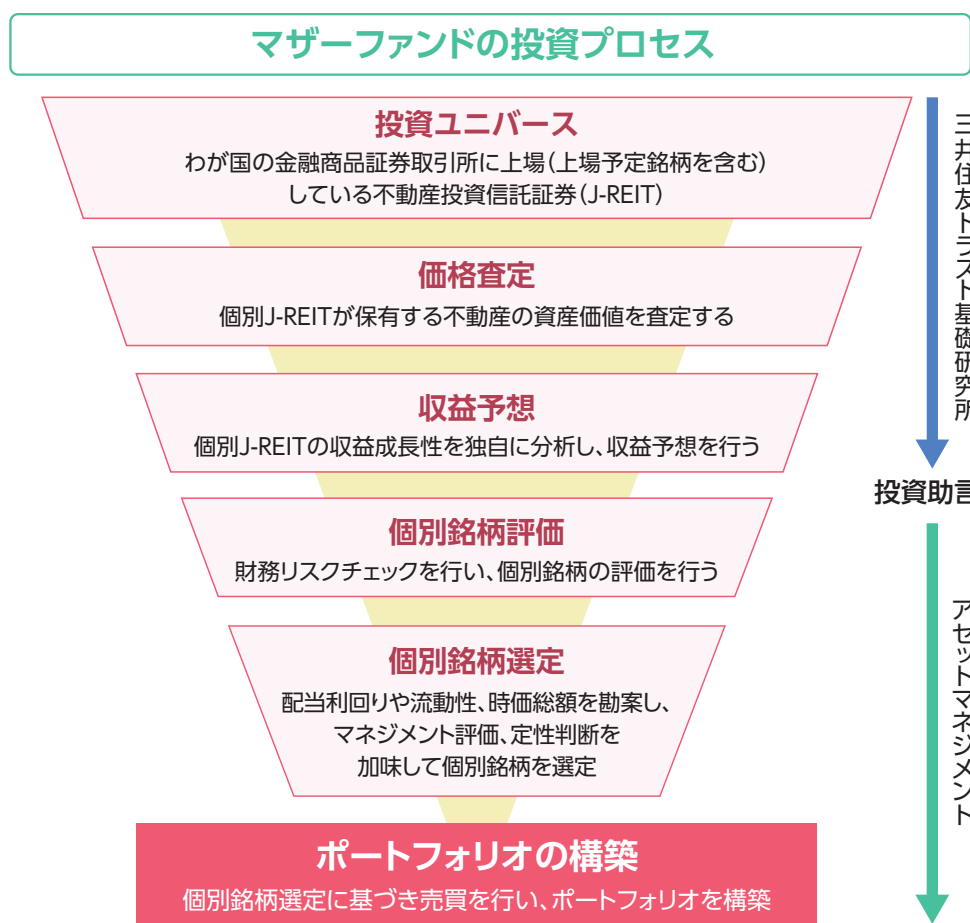 マザーファンドの投資プロセス
投資ユニバース
わが国の金融商品証券取引所に上場（上場予定銘柄を含む）
している不動産投資信託証券（J-REIT）
価格査定
個別J-REITが保有する不動産の資産価値を査定する
収益予想
個別J-REITの収益成長性を独自に分析し、収益予想を行う
個別銘柄評価
財務リスクチェックを行い、個別銘柄の評価を行う
個別銘柄選定
配当利回りや流動性、時価総額を勘案し、
マネジメント評価、定性判断を
加味して個別銘柄を選定
ポートフォリオの構築
個別銘柄選定に基づき売買を行い、ポートフォリオを構築
三井住友トラスト基礎研究所
投資助言
アセットマネジメント